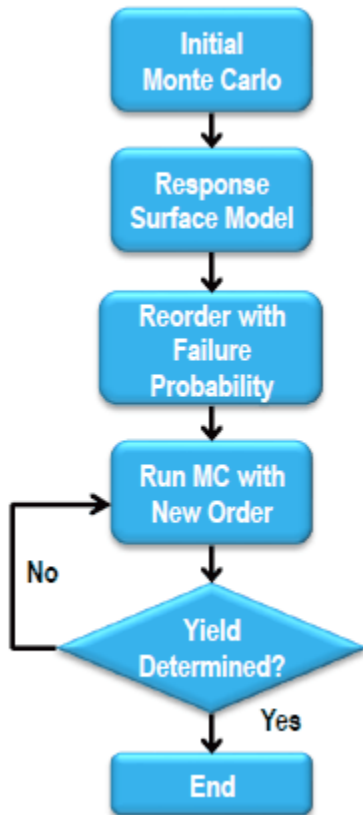 Initial
Monte Carlo
Response
Surface Model
Reorder with
Failure
Probability
Run MC with
New Order
No
Yield
Determined?
Yes
End